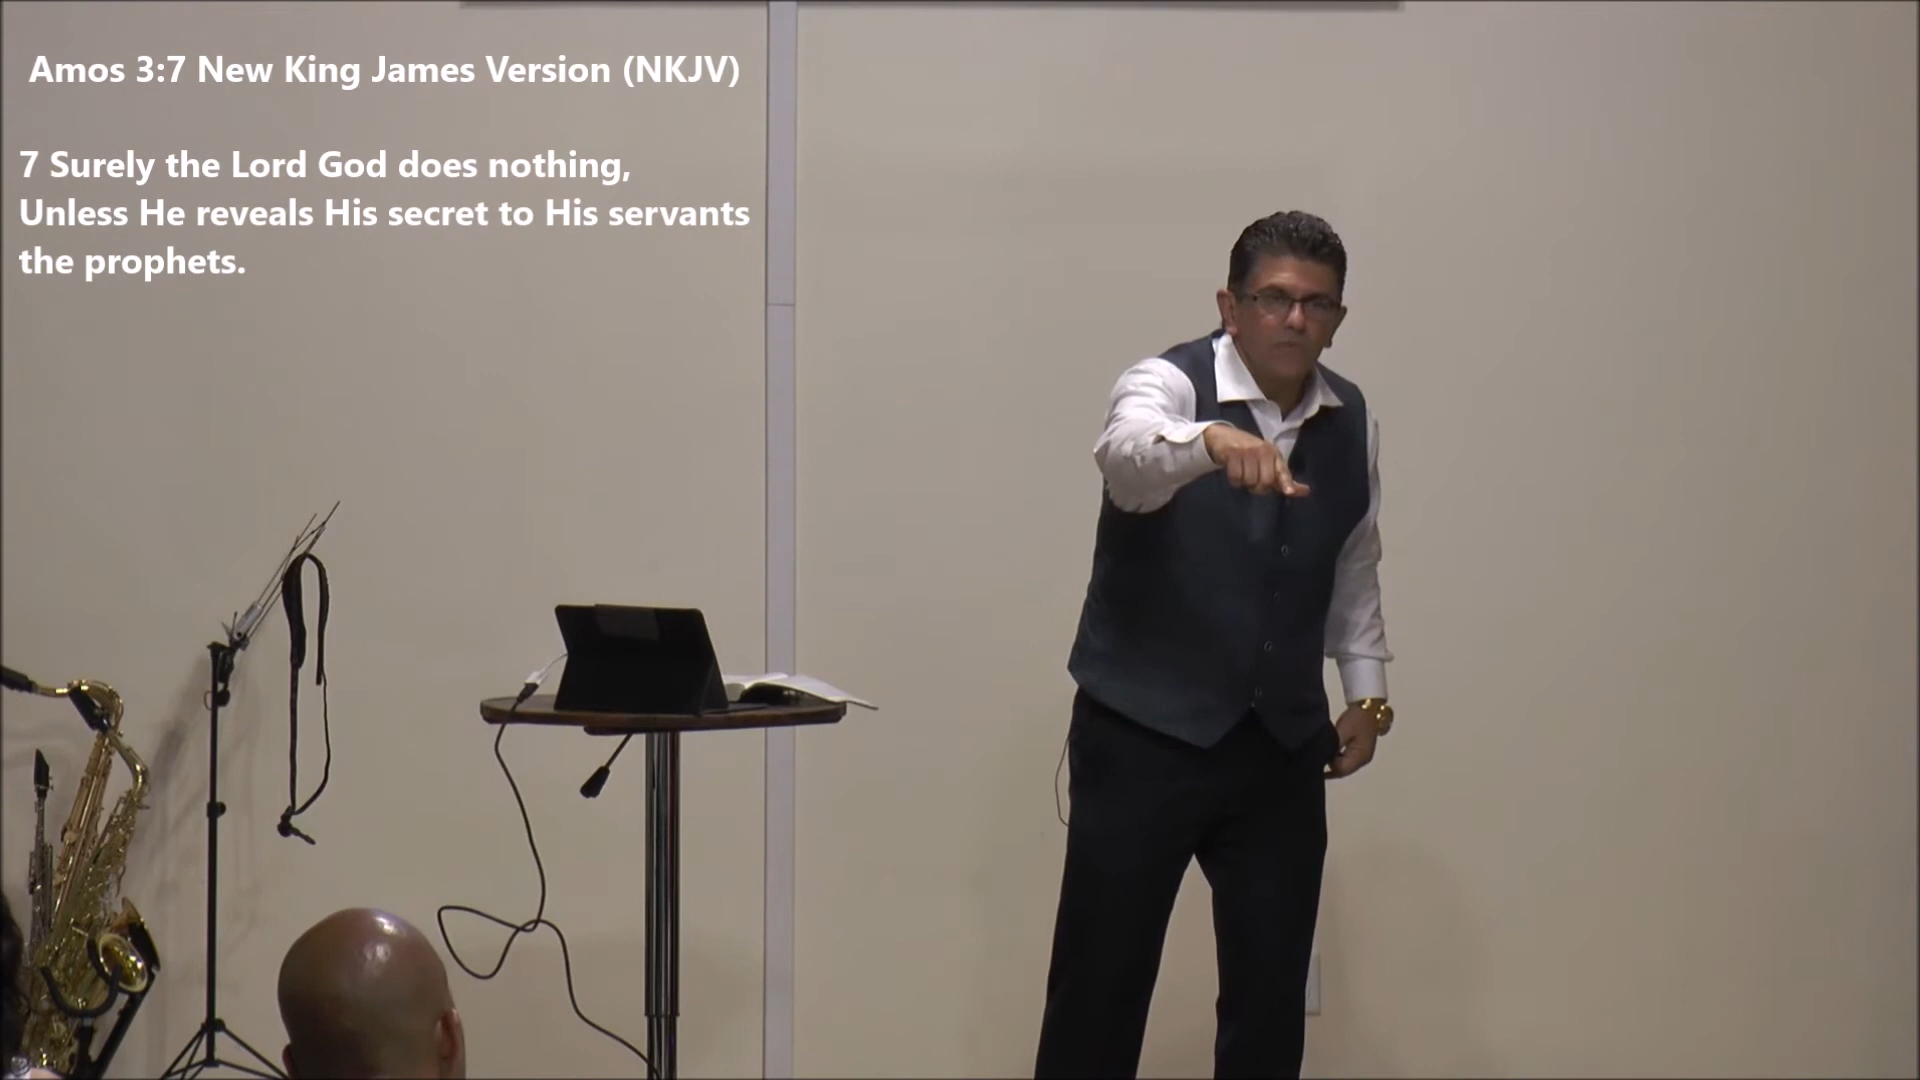 Amos 3:7 New King James Version (NKJV)
7 Surely the Lord God does nothing,
Unless He reveals His secret to His servants
the prophets.